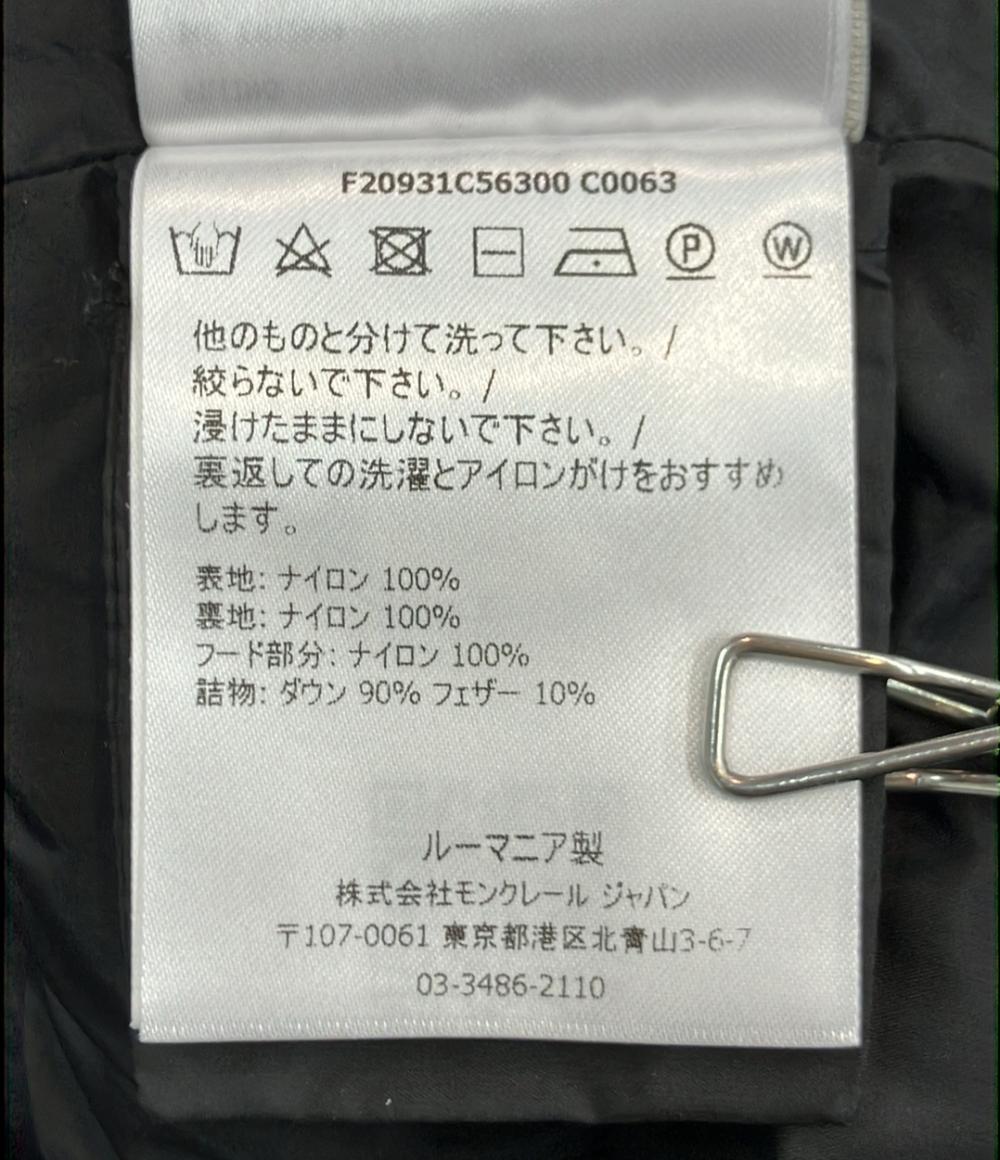 F20931C56300 C0063
P W
他のものと分けて洗って下さい。/
絞らないで下さい。/
浸けたままにしないで下さい。/
裏返しての洗濯とアイロンがけをおすすめ
します。
表地: ナイロン 100%
裏地: ナイロン 100%
フード部分: ナイロン 100%
詰物: ダウン 90% フェザー 10%
ルーマニア製
株式会社モンクレール ジャパン
〒107-0061 東京都港区北青山3-6-7
03-3486-2110